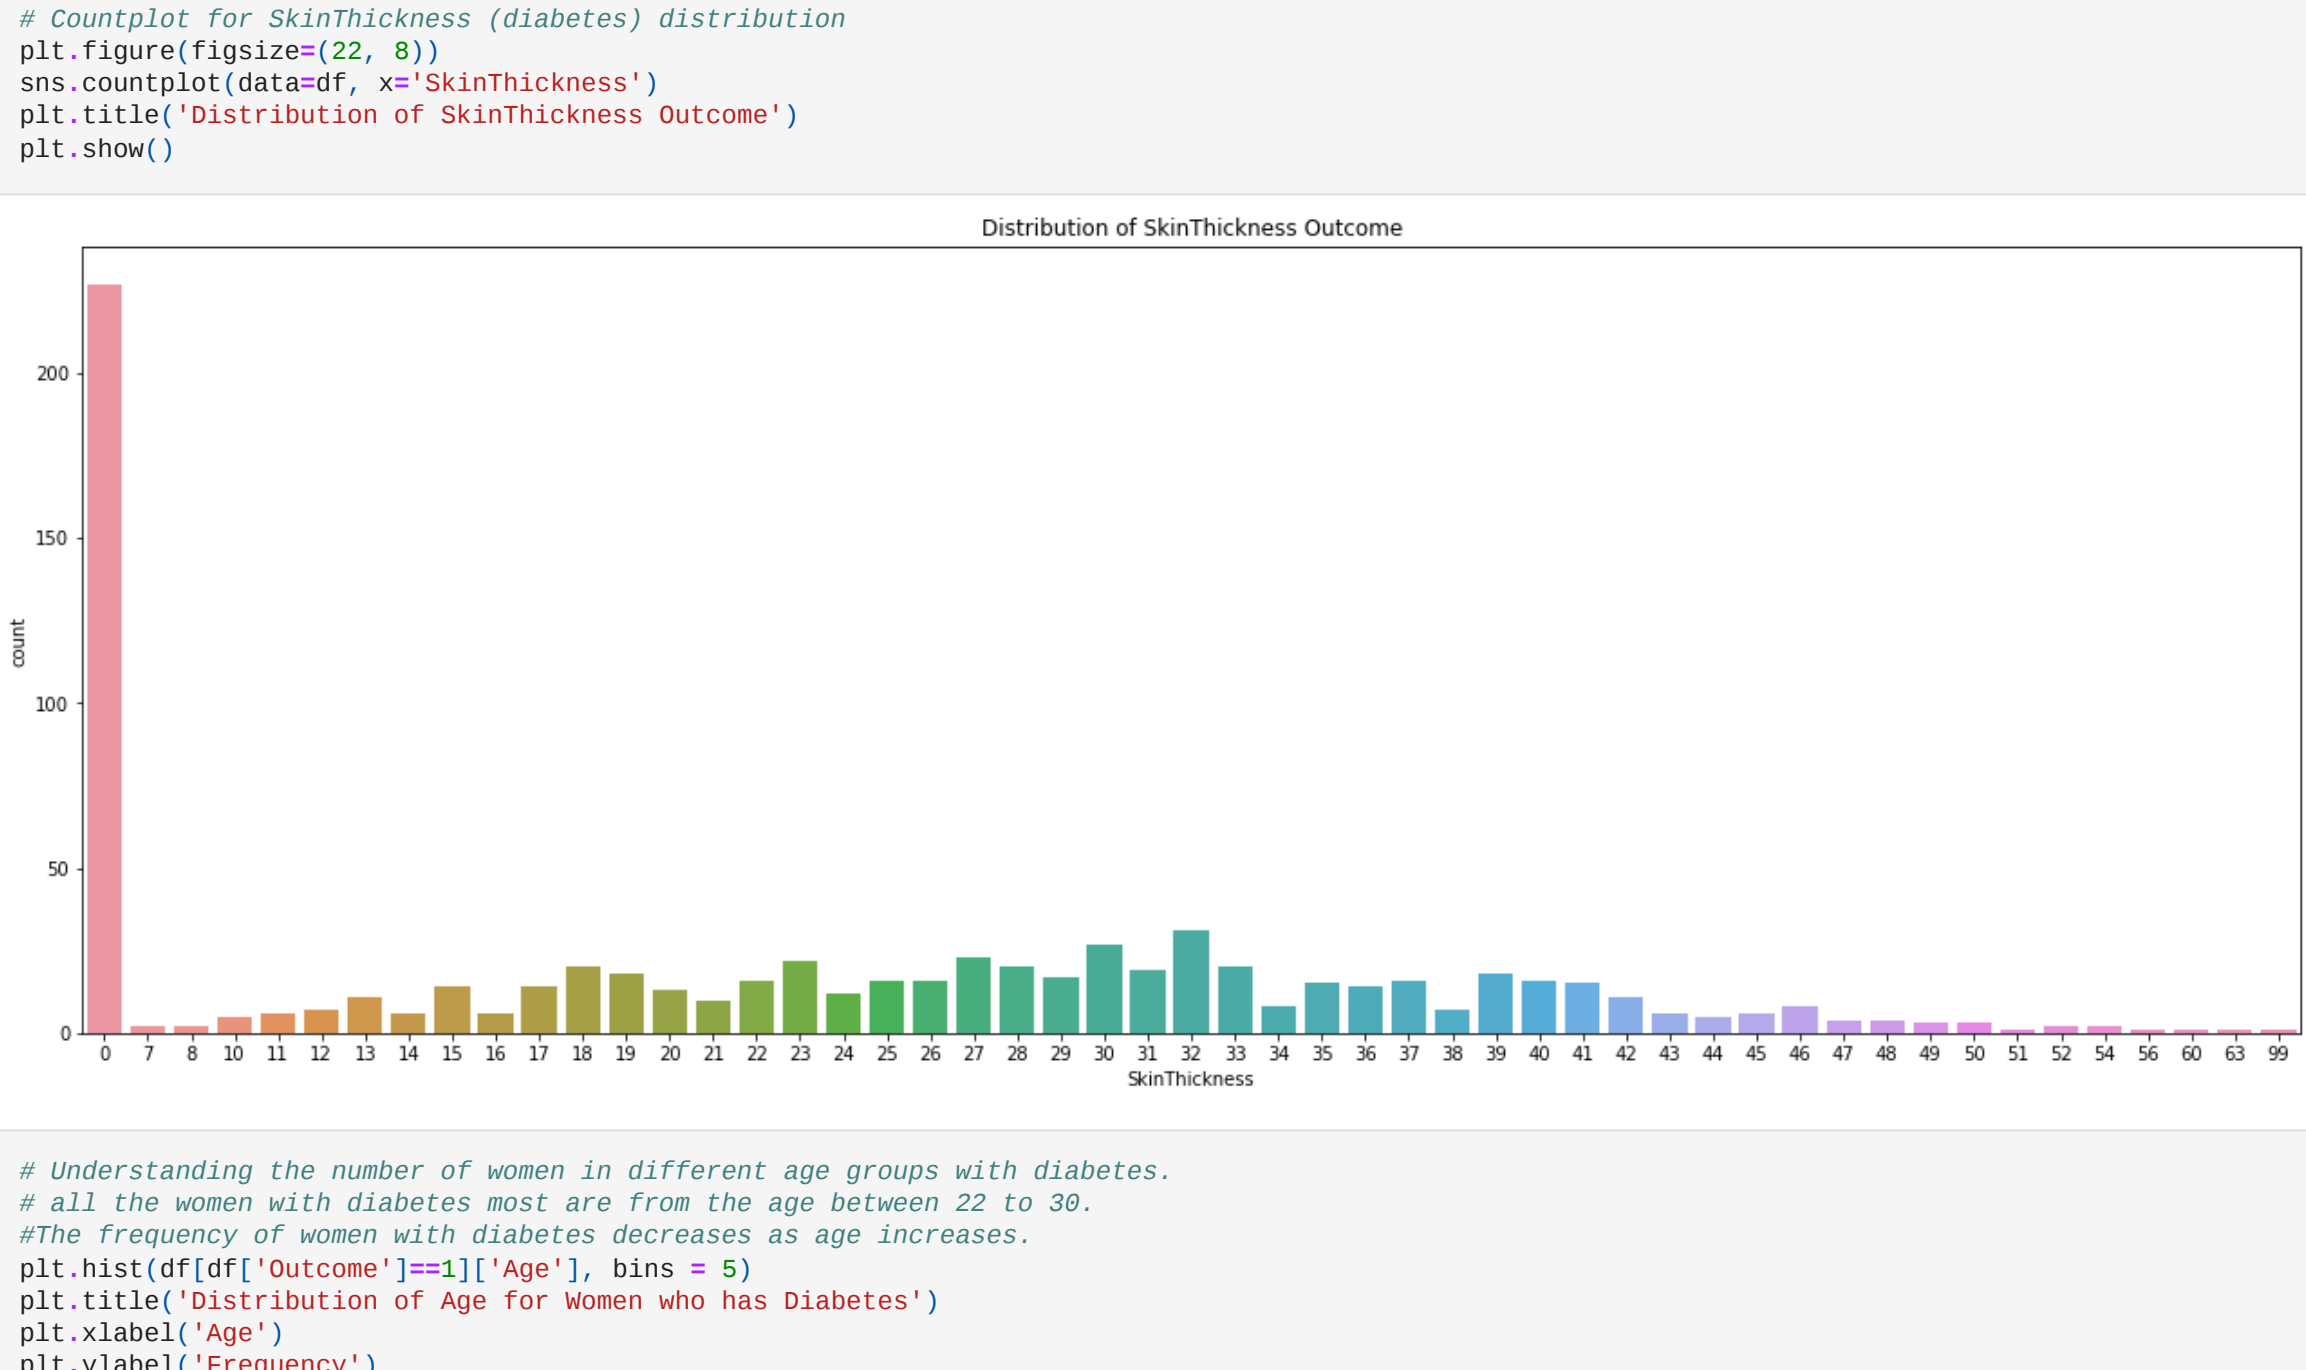 # Countplot for SkinThickness (diabetes) distribution
plt.figure(figsize=(22, 8))
sns.countplot(data=df, x='SkinThickness')
plt.title('Distribution of SkinThickness Outcome')
plt.show()
Distribution of SkinThickness Outcome
200
150
100
50
0
count
0 7 8 10 11 12 13 14 15 16 17 18 19 20 21 22 23 24 25 26 27 28 29 30 31 32 33 34 35 36 37 38 39 40 41 42 43 44 45 46 47 48 49 50 51 52 54 56 60 63 99
SkinThickness
# Understanding the number of women in different age groups with diabetes.
# all the women with diabetes most are from the age between 22 to 30.
#The frequency of women with diabetes decreases as age increases.
plt.hist(df[df['Outcome']==1]['Age'], bins = 5)
plt.title('Distribution of Age for Women who has Diabetes')
plt.xlabel('Age')
plt.ylabel('Frequency')